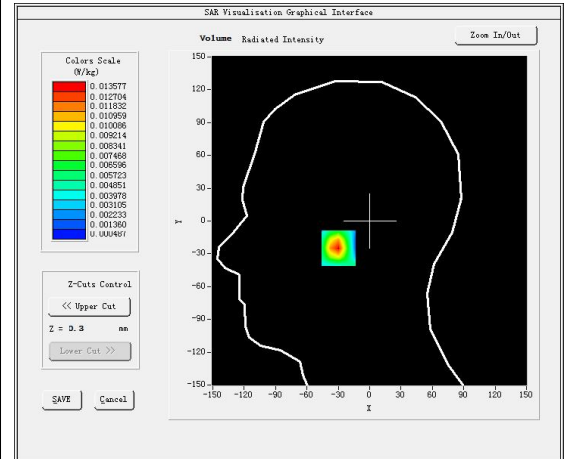 SAR Visualisation Graphical Interface
Volume Radiated Intensity
Zoom In/Out
Colors Scale
(W/kg)
0.013577
0.012704
0.011832
0.010959
0.010086
0.009214
0.008341
0.007468
0.006596
0.005723
0.004851
0.003978
0.003105
0.002233
0.001360
0.000487
Z-Cuts Control
<< Upper Cut
Z = 0.3 mm
Lower Cut >>
SAVE Cancel
150
120
90
60
30
0
-30
-60
-90
-120
-150
Y
-150 -120 -90 -60 -30 0 30 60 90 120 150
X